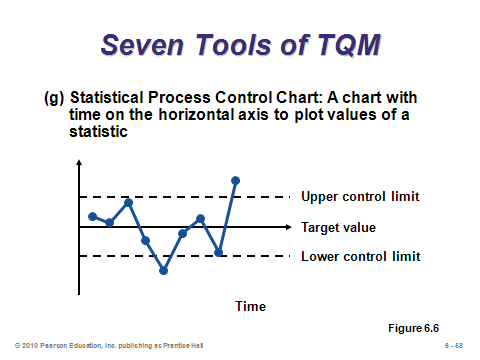 Seven Tools of TQM
(g) Statistical Process Control Chart: A chart with
time on the horizontal axis to plot values of a
statistic
Upper control limit
Target value
Lower control limit
Time
Figure 6.6
© 2010 Pearson Education, Inc. publishing as Prentice Hall
6 - 58